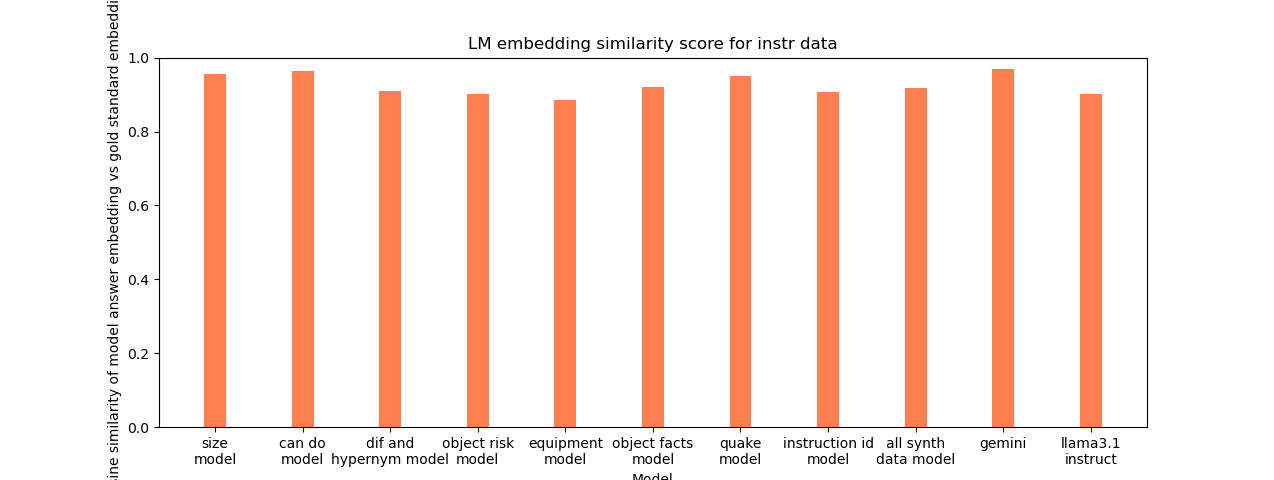 LM embedding similarity score for instr data
similarity of model answer embedding vs gold standard
1.0
0.8
0.6
0.4
0.2
0.0
size model
can do model
dif and hypernym model
object risk model
equipment model
object facts model
quake model
instruction id model
all synth data model
gemini
llama3.1 instruct
Model